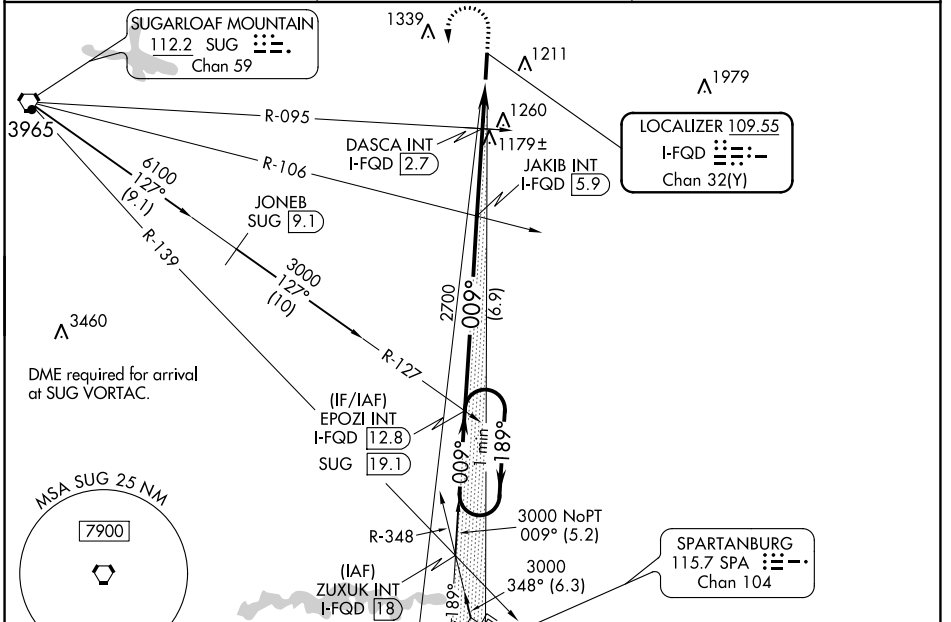 SUGARLOAF MOUNTAIN
112.2 SUG
Chan 59
1339
1211
1979
3965
R-095
1260
1179±
DASCA INT
I-FQD 2.7
LOCALIZER 109.55
I-FQD
Chan 32(Y)
R-106
JAKIB INT
I-FQD 5.9
6100
127°
(9.1)
JONEB
SUG 9.1
R-139
3000
127°
(10)
2700
009°
(6.9)
3460
R-127
DME required for arrival
at SUG VORTAC.
(IF/IAF)
EPOZI INT
I-FQD 12.8
SUG 19.1
009°
1 min
189°
MSA SUG 25 NM
7900
R-348
3000 NoPT
009° (5.2)
(IAF)
ZUXUK INT
I-FQD 18
3000
348° (6.3)
189°
SPARTANBURG
115.7 SPA
Chan 104